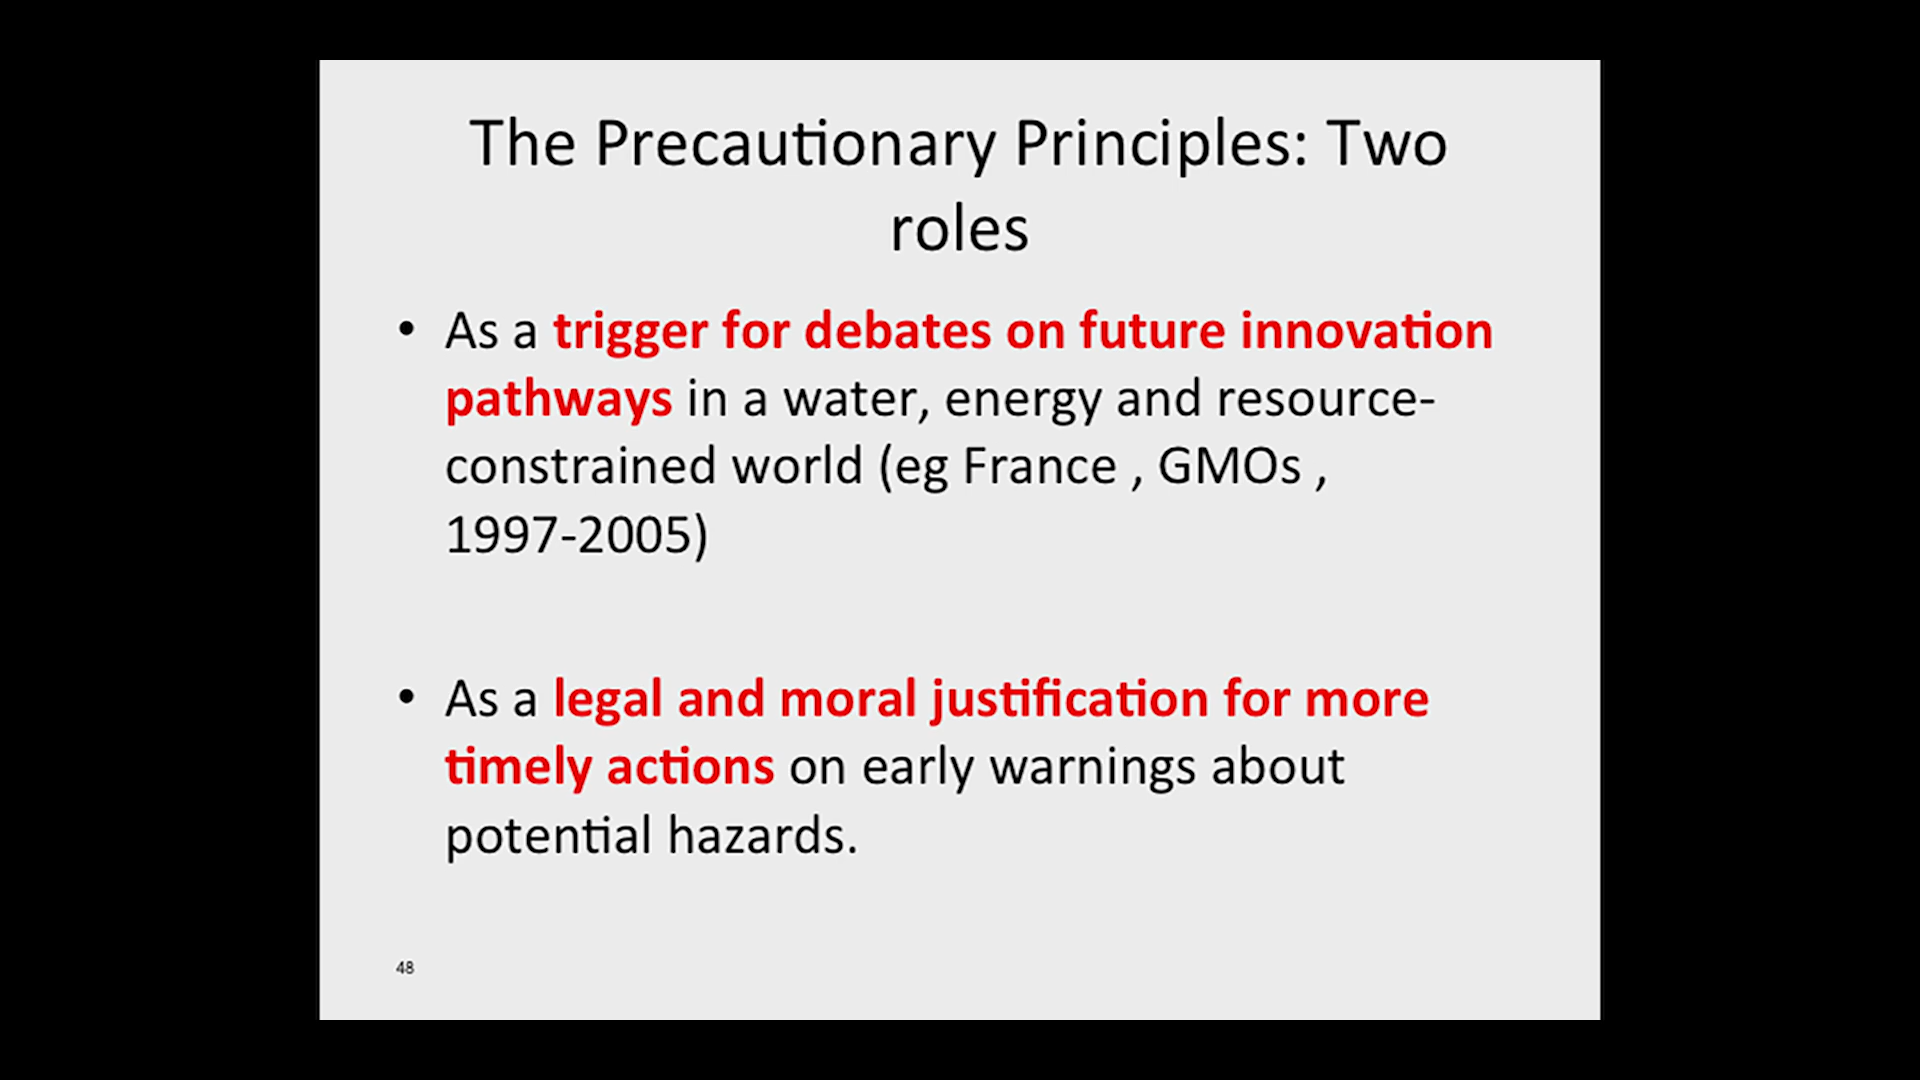 The Precautionary Principles: Two
roles
• As a trigger for debates on future innovation
pathways in a water, energy and resource-
constrained world (eg France , GMOs ,
1997-2005)
• As a legal and moral justification for more
timely actions on early warnings about
potential hazards.
48